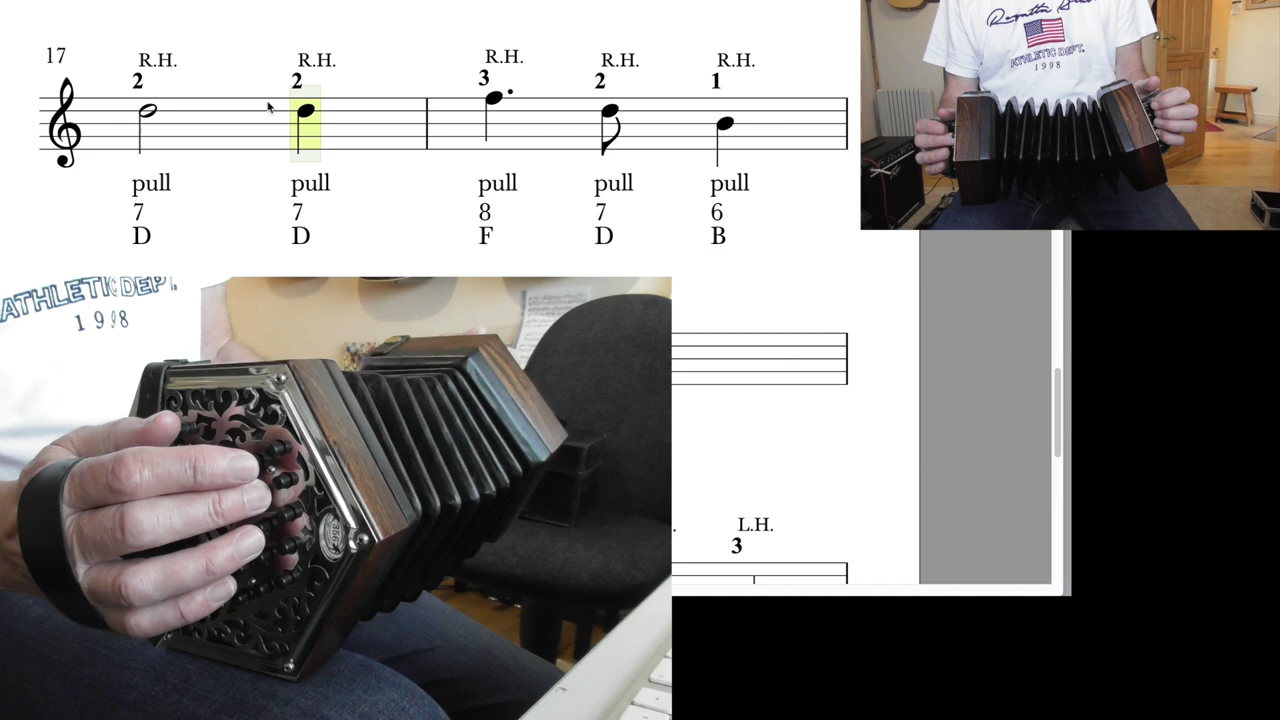 17
R.H. R.H. R.H. R.H. R.H.
2 2 3 2 1
pull pull pull pull pull
7 7 8 7 6
D D F D B
ATHLETIC DEPT.
1998
ATHLETIC DEPT.
1998
L.H.
3